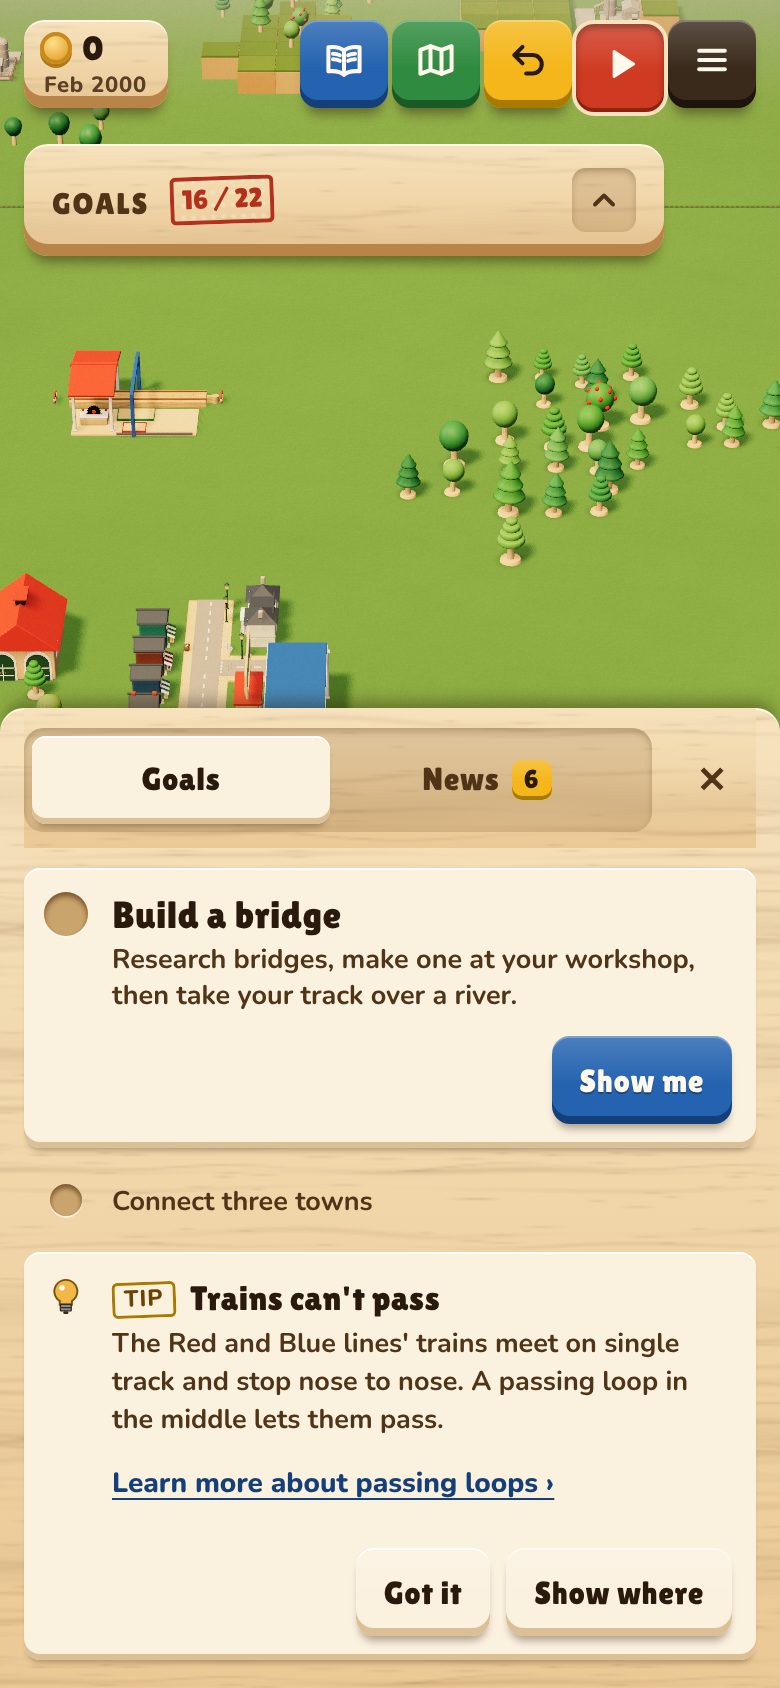 0
Feb 2000
GOALS 16 / 22
Goals
News 6
Build a bridge
Research bridges, make one at your workshop,
then take your track over a river.
Show me
Connect three towns
TIP Trains can't pass
The Red and Blue lines' trains meet on single
track and stop nose to nose. A passing loop in
the middle lets them pass.
Learn more about passing loops ›
Got it
Show where